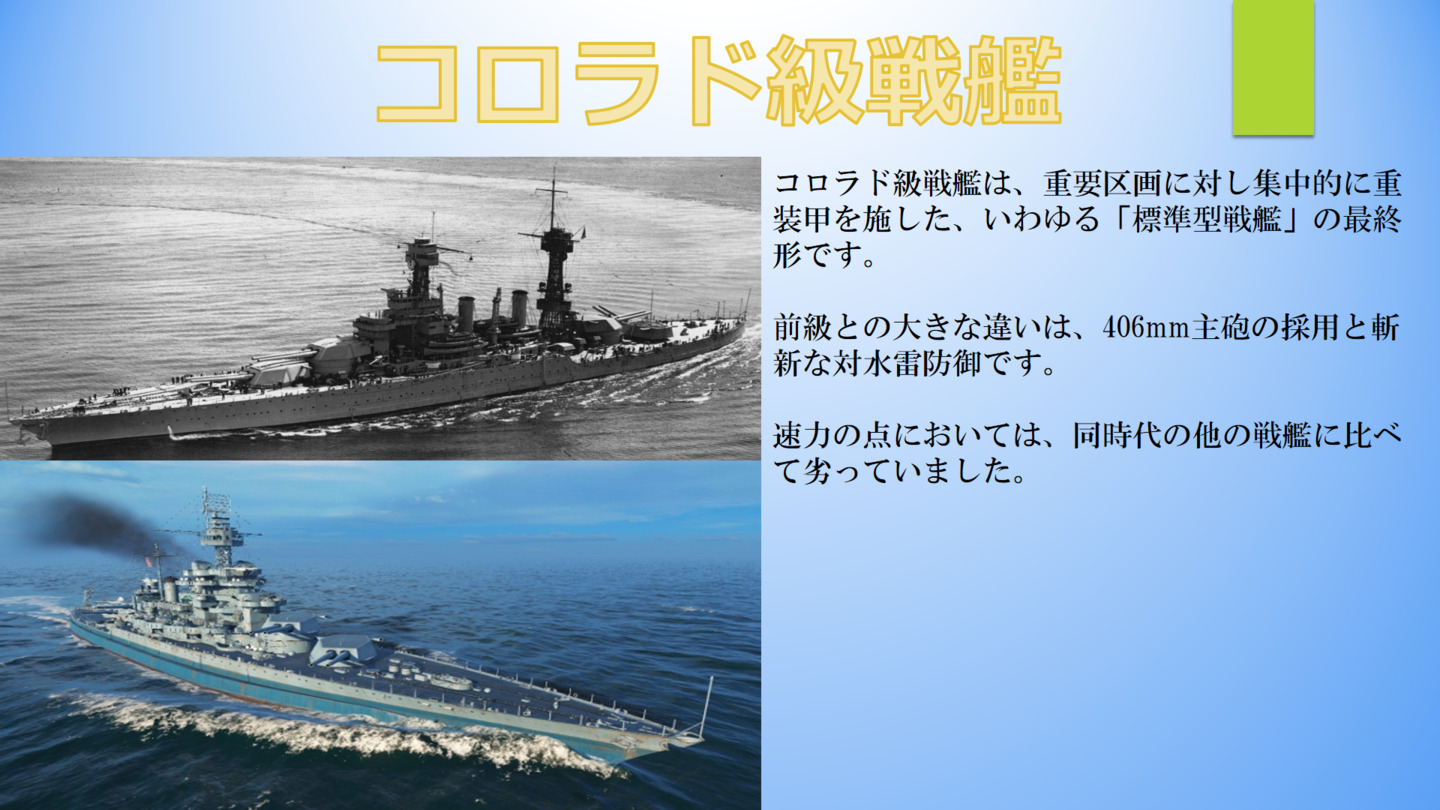 コロラド級戦艦
コロラド級戦艦は、重要区画に対し集中的に重
装甲を施した、いわゆる「標準型戦艦」の最終
形です。
前級との大きな違いは、406mm主砲の採用と斬
新な対水雷防御です。
速力の点においては、同時代の他の戦艦に比べ
て劣っていました。